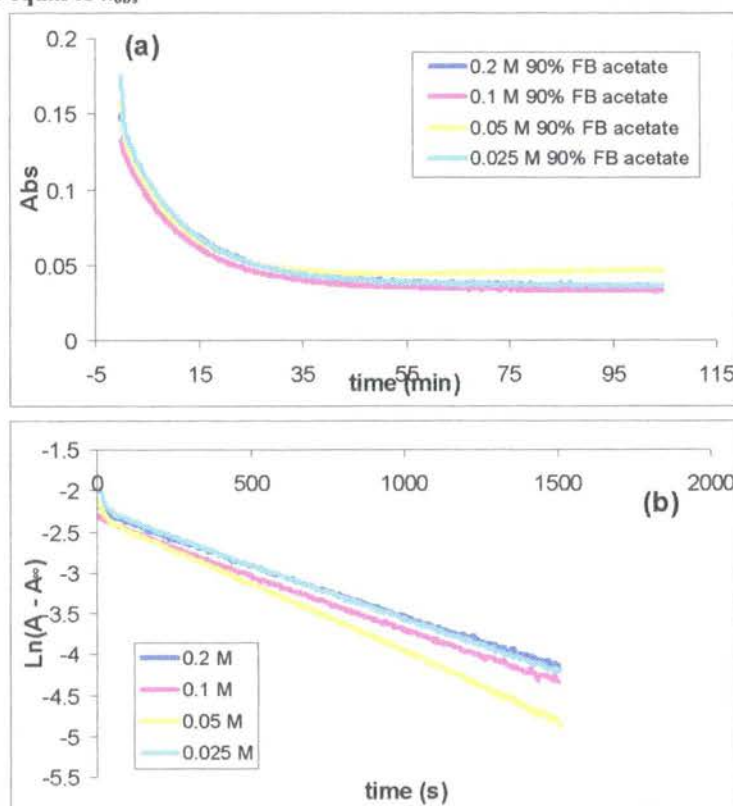 (a)
0.2 M 90% FB acetate
0.1 M 90% FB acetate
0.05 M 90% FB acetate
0.025 M 90% FB acetate
Abs
0.2
0.15
0.1
0.05
0
-5 15 35 55 75 95 115
time (min)
(b)
Ln(A - A∞)
-1.5
-2
-2.5
-3
-3.5
-4
-4.5
-5
-5.5
0 500 1000 1500 2000
0.2 M
0.1 M
0.05 M
0.025 M
time (s)